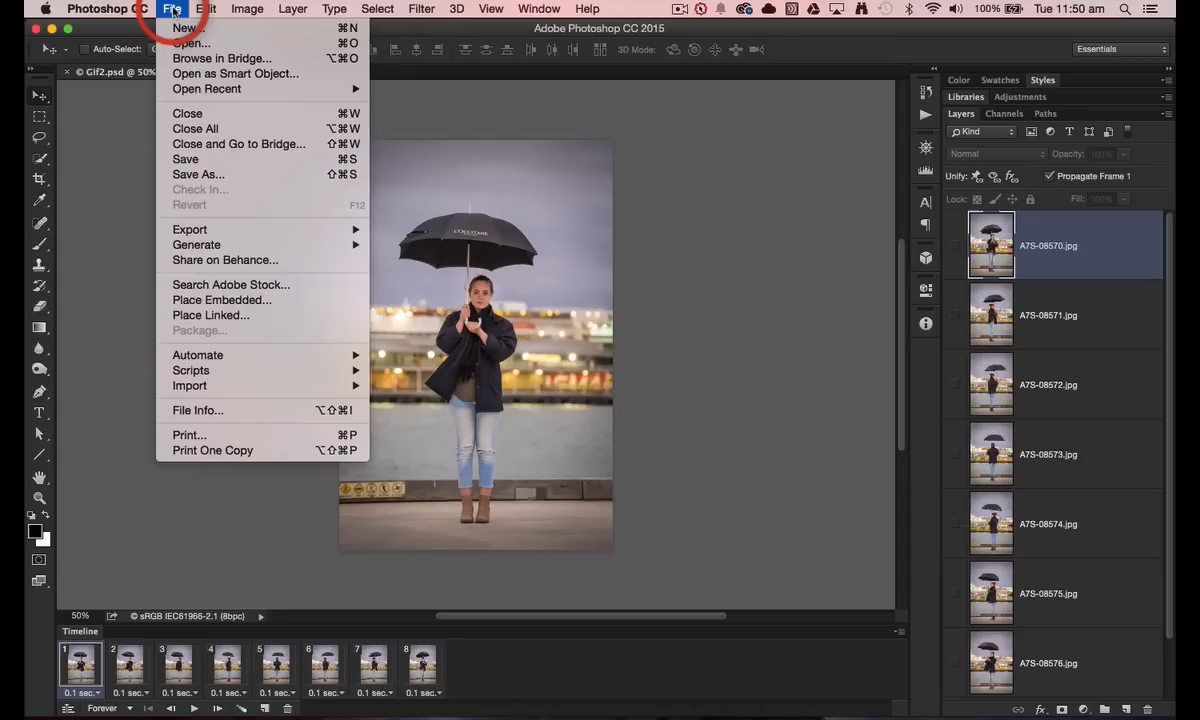 Photoshop CC File Edit Image Layer Type Select Filter 3D View Window Help 100% Tue 11:50 am
Adobe Photoshop CC 2015
Auto-Select:
3D Mode:
Essentials
× © Gif2.psd @ 50%
New... ⌘N
Open... ⌘O
Browse in Bridge... ⌥⌘O
Open as Smart Object...
Open Recent
Close ⌘W
Close All ⌥⌘W
Close and Go to Bridge... ⇧⌘W
Save ⌘S
Save As... ⇧⌘S
Check In...
Revert F12
Export
Generate
Share on Behance...
Search Adobe Stock...
Place Embedded...
Place Linked...
Package...
Automate
Scripts
Import
File Info... ⌥⇧⌘I
Print... ⌘P
Print One Copy ⌥⇧⌘P
L'OCCITANE
Color Swatches Styles
Libraries Adjustments
Layers Channels Paths
Kind
Normal Opacity: 100%
Unify: Propagate Frame 1
Lock: Fill: 100%
A7S-08570.jpg
A7S-08571.jpg
A7S-08572.jpg
A7S-08573.jpg
A7S-08574.jpg
A7S-08575.jpg
A7S-08576.jpg
50% © sRGB IEC61966-2.1 (8bpc)
Timeline
1 2 3 4 5 6 7 8
0.1 sec. 0.1 sec. 0.1 sec. 0.1 sec. 0.1 sec. 0.1 sec. 0.1 sec. 0.1 sec.
Forever